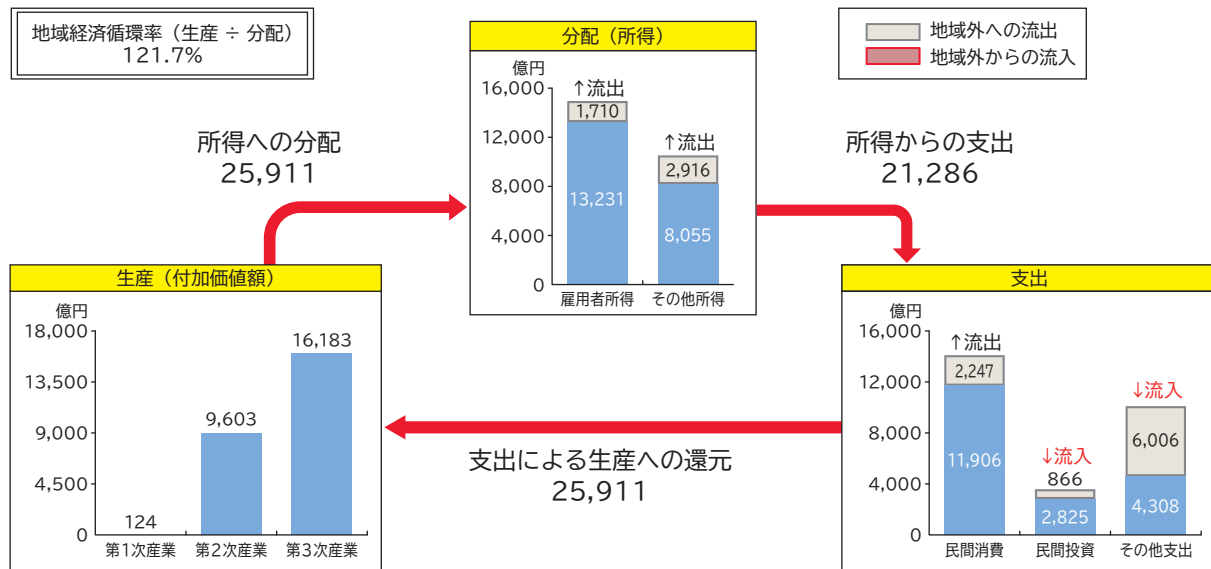 地域経済循環率（生産 ÷ 分配）
121.7%
分配（所得）
億円
16,000
12,000
8,000
4,000
0
↑流出
1,710
13,231
↑流出
2,916
8,055
雇用者所得
その他所得
地域外への流出
地域外からの流入
所得への分配
25,911
所得からの支出
21,286
生産（付加価値額）
億円
18,000
13,500
9,000
4,500
0
124
9,603
16,183
第1次産業
第2次産業
第3次産業
支出による生産への還元
25,911
支出
億円
16,000
12,000
8,000
4,000
0
↑流出
2,247
11,906
↓流入
866
2,825
↓流入
6,006
4,308
民間消費
民間投資
その他支出